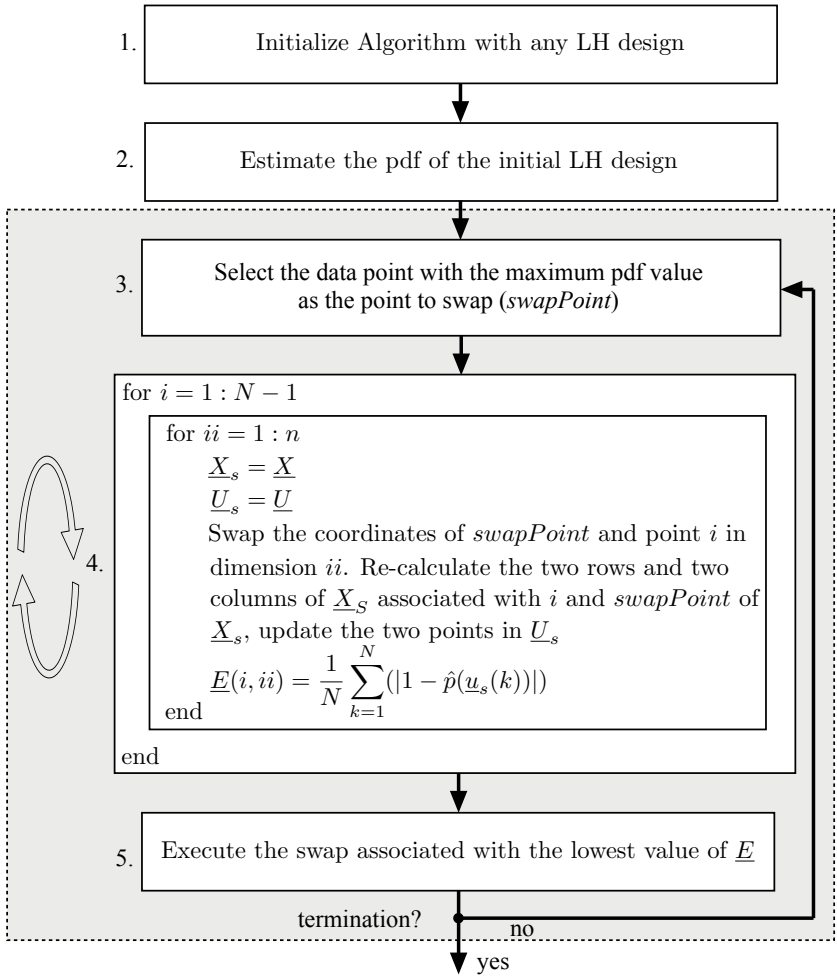 1. Initialize Algorithm with any LH design
2. Estimate the pdf of the initial LH design
3. Select the data point with the maximum pdf value
as the point to swap (swapPoint)
4.
for i = 1 : N − 1
for ii = 1 : n
X_s = X
U_s = U
Swap the coordinates of swapPoint and point i in
dimension ii. Re-calculate the two rows and two
columns of X_S associated with i and swapPoint of
X_s, update the two points in U_s
E(i, ii) = 1/N ∑_{k=1}^{N} (|1 − p̂(u_s(k))|)
end
end
5. Execute the swap associated with the lowest value of E
termination?
no
yes